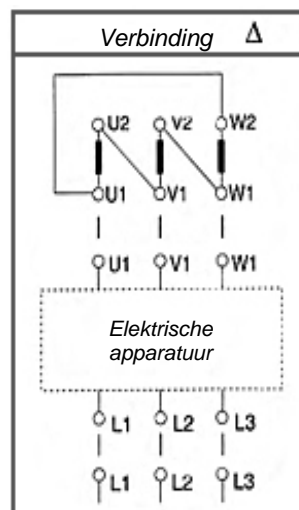 Verbinding Δ
U2 V2 W2
U1 V1 W1
U1 V1 W1
Elektrische
apparatuur
L1 L2 L3
L1 L2 L3